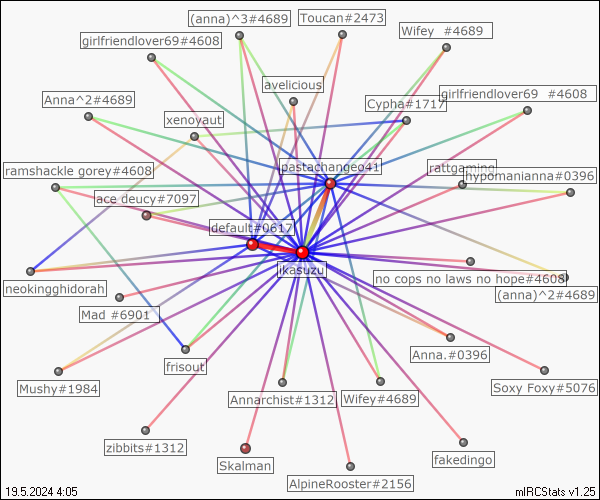 (anna)^3#4689
Toucan#2473
girlfriendlover69#4608
Wifey #4689
avelicious
Anna^2#4689
Cypha#1717
girlfriendlover69 #4608
xenoyaut
ramshackle gorey#4608
pastachangeo41
rattgaming
hypomanianna#0396
ace deucy#7097
default#0617
ikasuzu
neokingghidorah
no cops no laws no hope#4608
(anna)^2#4689
Mad #6901
frisout
Anna.#0396
Mushy#1984
Annarchist#1312
Wifey#4689
Soxy Foxy#5076
zibbits#1312
Skalman
AlpineRooster#2156
fakedingo
19.5.2024 4:05
mIRCStats v1.25